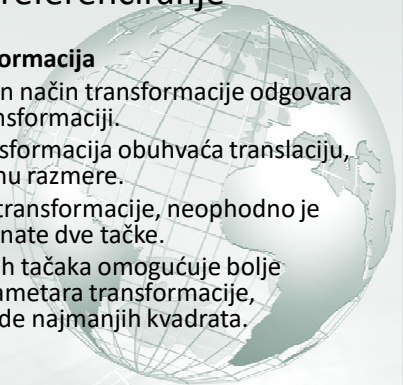 referenciranje
formacija
n način transformacije odgovara
nsformaciji.
sformacija obuhvaća translaciju,
nu razmere.
transformacije, neophodno je
nate dve tačke.
h tačaka omogućuje bolje
ametara transformacije,
de najmanjih kvadrata.